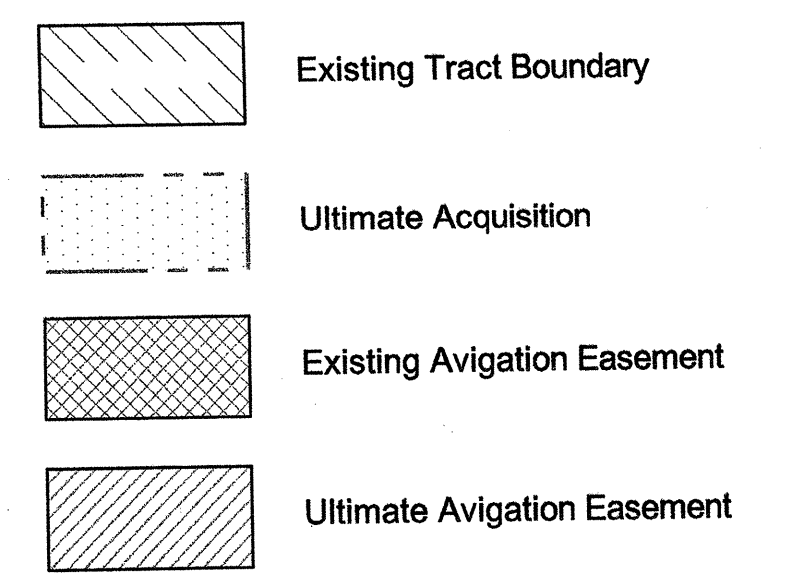 Existing Tract Boundary
Ultimate Acquisition
Existing Avigation Easement
Ultimate Avigation Easement